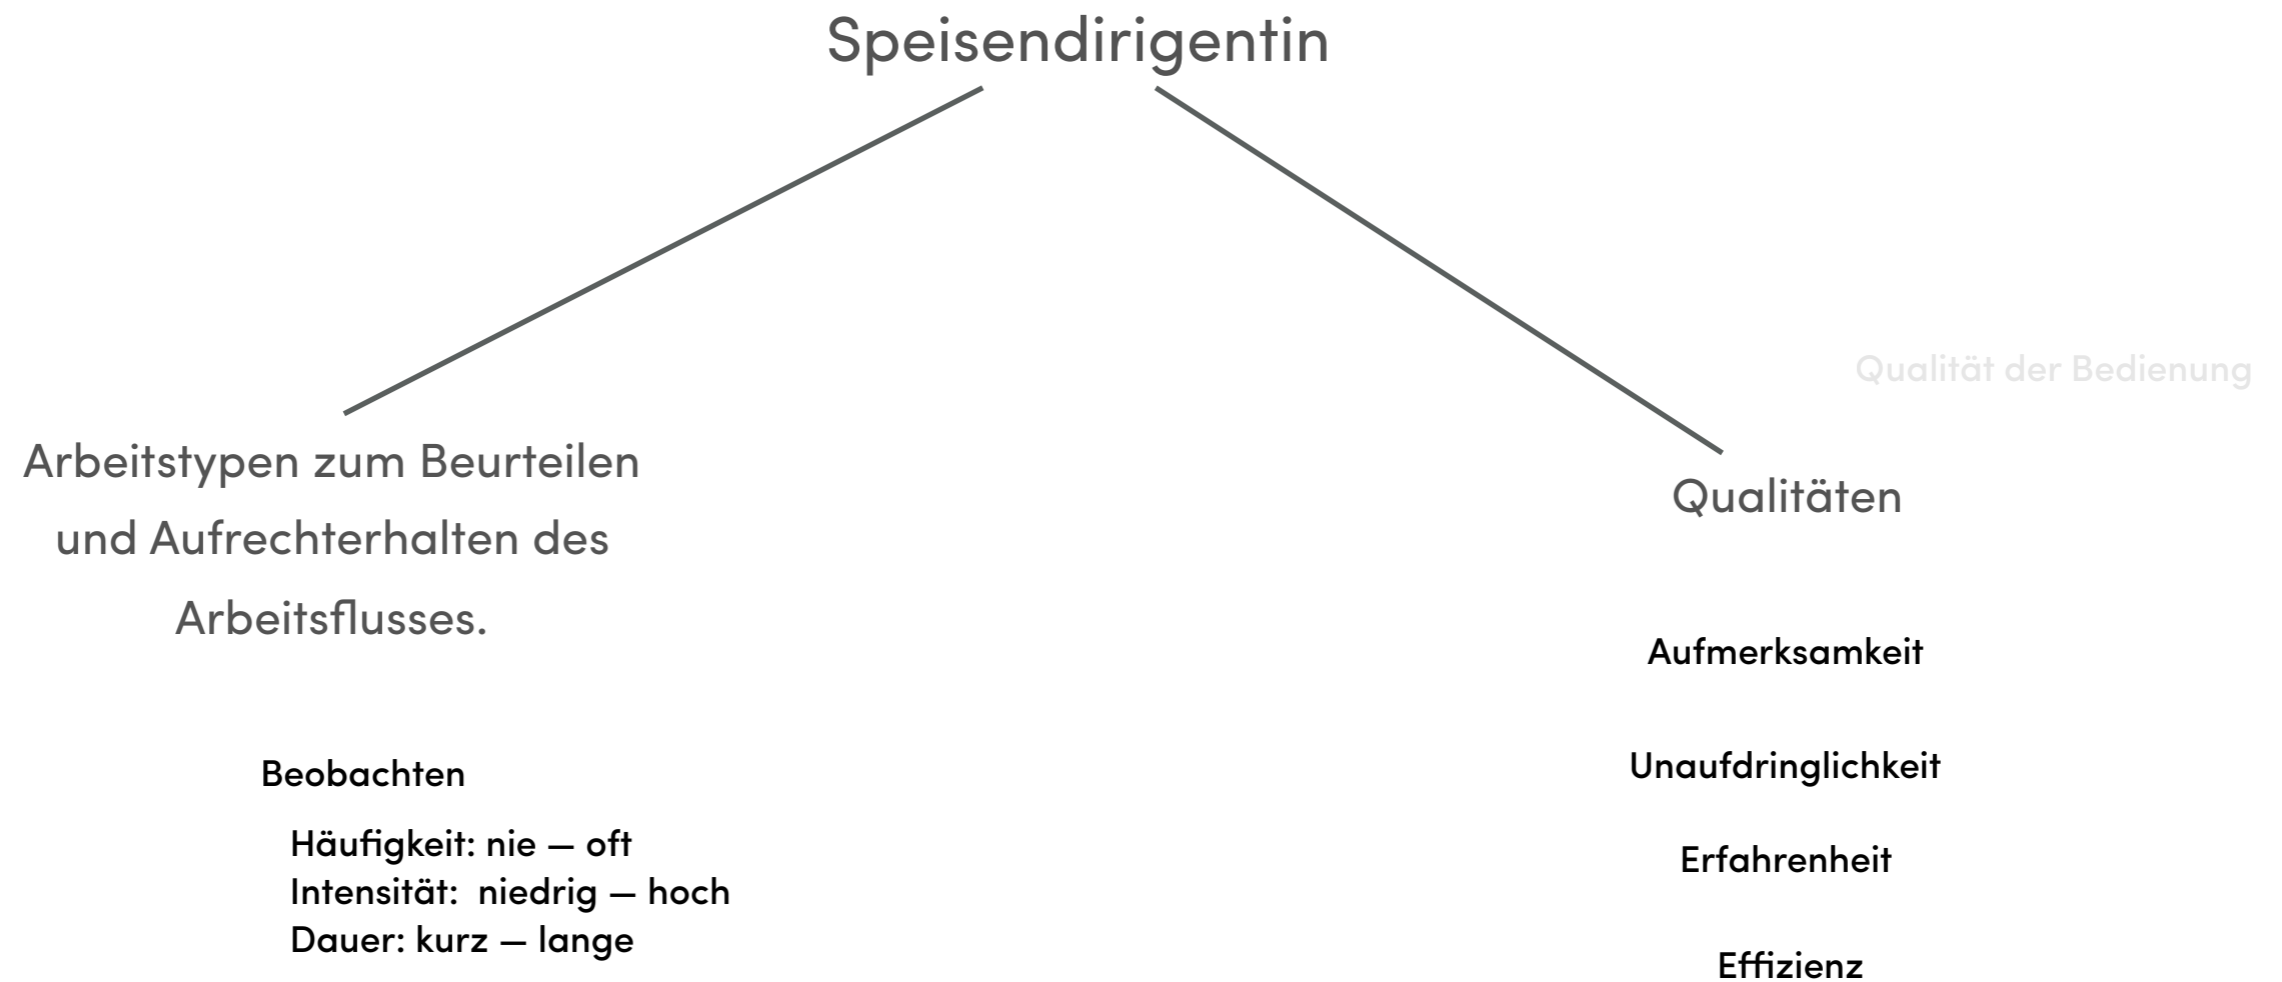 Speisendirigentin
Qualität der Bedienung
Arbeitstypen zum Beurteilen
und Aufrechterhalten des
Arbeitsflusses.
Beobachten
Häufigkeit: nie — oft
Intensität:  niedrig — hoch
Dauer: kurz — lange
Qualitäten
Aufmerksamkeit
Unaufdringlichkeit
Erfahrenheit
Effizienz